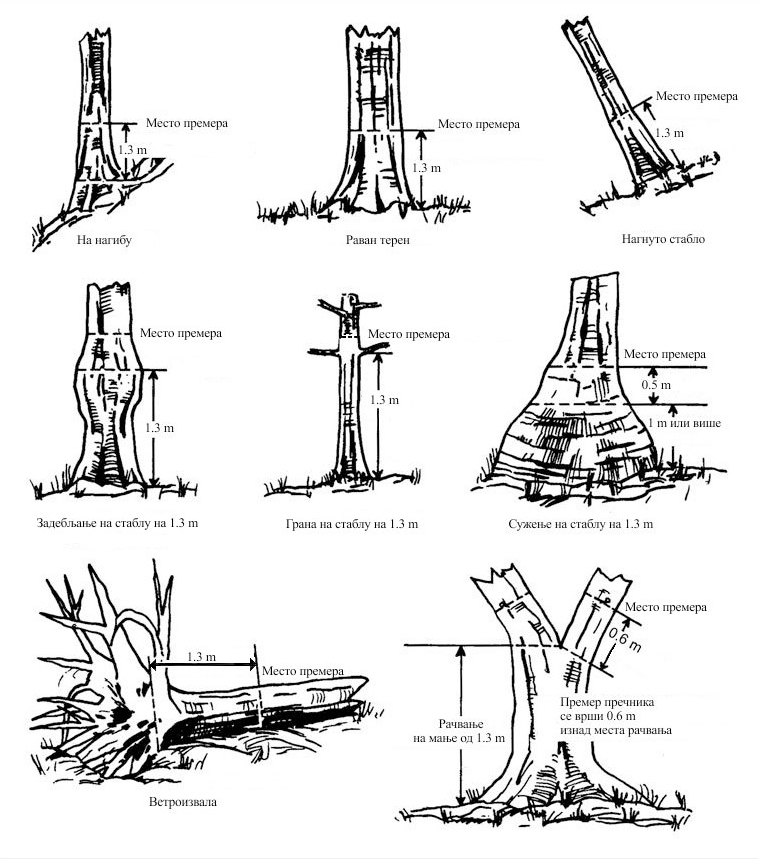 Место премера
1.3 m
На нагибу
Место премера
1.3 m
Раван терен
Место премера
1.3 m
Нагнуто стабло
Место премера
1.3 m
Задебљање на стаблу на 1.3 m
Место премера
1.3 m
Грана на стаблу на 1.3 m
Место премера
0.5 m
1 m или више
Сужење на стаблу на 1.3 m
1.3 m
Место премера
Ветроизвала
Место премера
0.6 m
Рачвање
на мање од 1.3 m
Премер пречника
се врши 0.6 m
изнад места рачвања